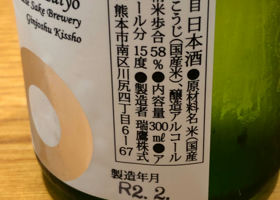 ke Brewery
Ginjoshu Kissho
目 日本酒 ●原材料名 米(国産
こうじ(国産米)、醸造アルコール
米歩合 58% ●内容量 300ml ●ア
ール分 15度 ●製造者 瑞鷹株式
熊本市南区川尻四丁目6-67
製造年月
R2.2.